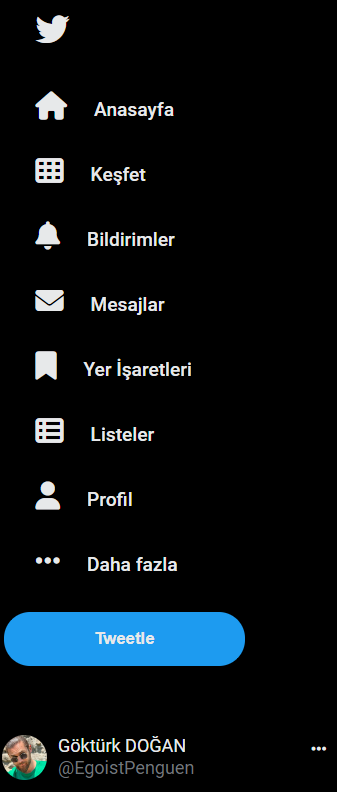 Anasayfa
Keşfet
Bildirimler
Mesajlar
Yer İşaretleri
Listeler
Profil
Daha fazla
Tweetle
Göktürk DOĞAN
@EgoistPenguen